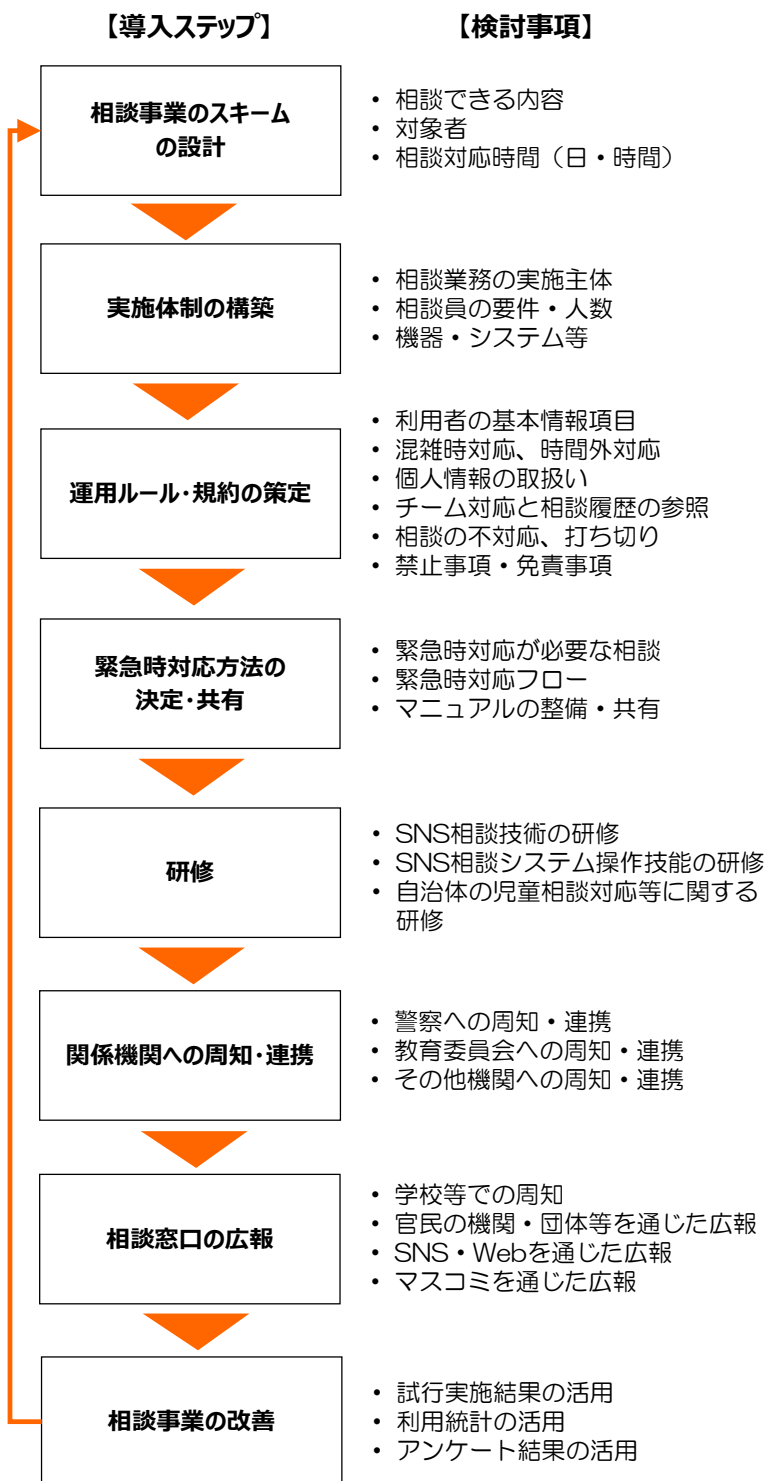 【導入ステップ】
【検討事項】
相談事業のスキーム
の設計
• 相談できる内容
• 対象者
• 相談対応時間（日・時間）
実施体制の構築
• 相談業務の実施主体
• 相談員の要件・人数
• 機器・システム等
運用ルール・規約の策定
• 利用者の基本情報項目
• 混雑時対応、時間外対応
• 個人情報の取扱い
• チーム対応と相談履歴の参照
• 相談の不対応、打ち切り
• 禁止事項・免責事項
緊急時対応方法の
決定・共有
• 緊急時対応が必要な相談
• 緊急時対応フロー
• マニュアルの整備・共有
研修
• SNS相談技術の研修
• SNS相談システム操作技能の研修
• 自治体の児童相談対応等に関する
研修
関係機関への周知・連携
• 警察への周知・連携
• 教育委員会への周知・連携
• その他機関への周知・連携
相談窓口の広報
• 学校等での周知
• 官民の機関・団体等を通じた広報
• SNS・Webを通じた広報
• マスコミを通じた広報
相談事業の改善
• 試行実施結果の活用
• 利用統計の活用
• アンケート結果の活用